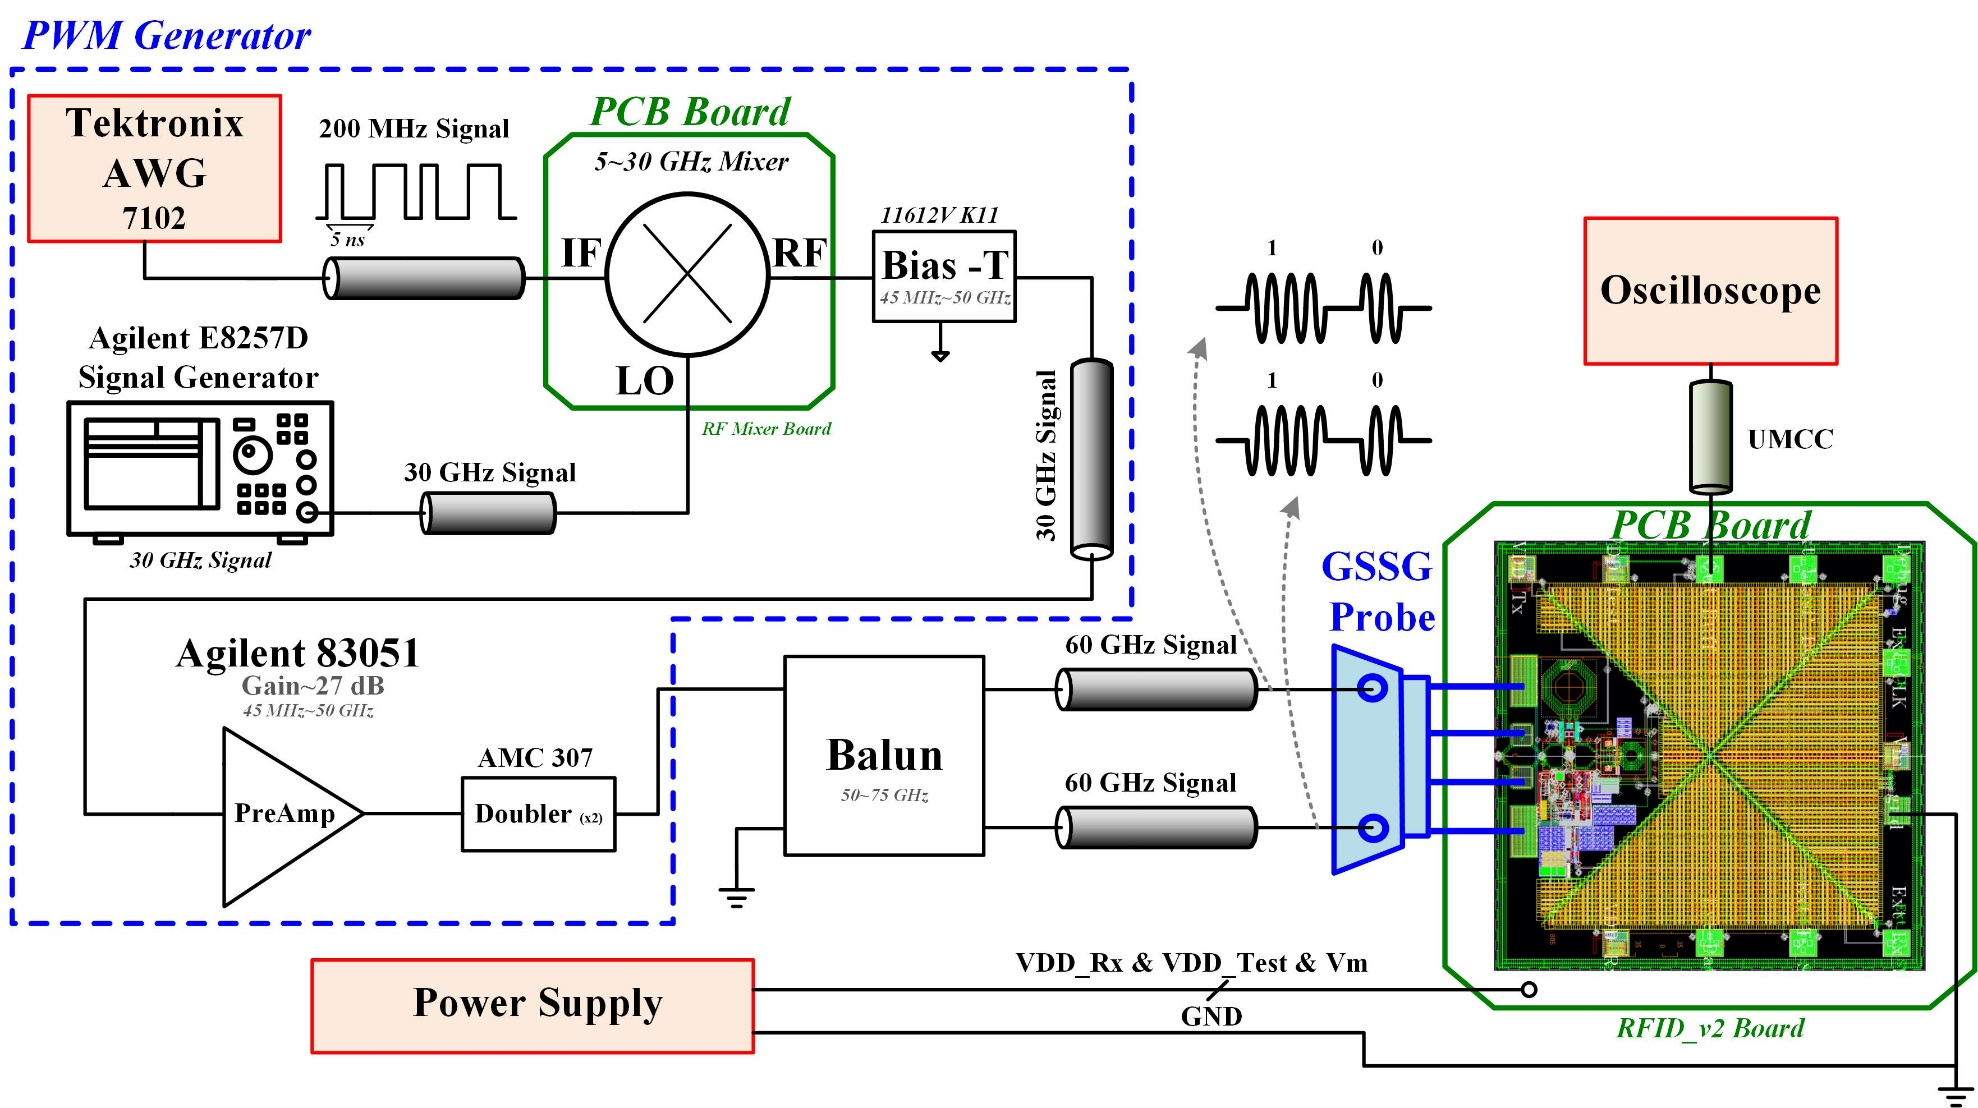 PWM Generator
Tektronix
AWG
7102
200 MHz Signal
5 ns
PCB Board
5~30 GHz Mixer
IF
RF
LO
RF Mixer Board
11612V K11
Bias -T
45 MHz~50 GHz
Agilent E8257D
Signal Generator
30 GHz Signal
30 GHz Signal
30 GHz Signal
Agilent 83051
Gain~27 dB
45 MHz~50 GHz
PreAmp
AMC 307
Doubler (x2)
Balun
50~75 GHz
60 GHz Signal
60 GHz Signal
1 0
1 0
GSSG
Probe
Oscilloscope
UMCC
PCB Board
VDD
Tx
RFID_v2 Board
Power Supply
VDD_Rx & VDD_Test & Vm
GND